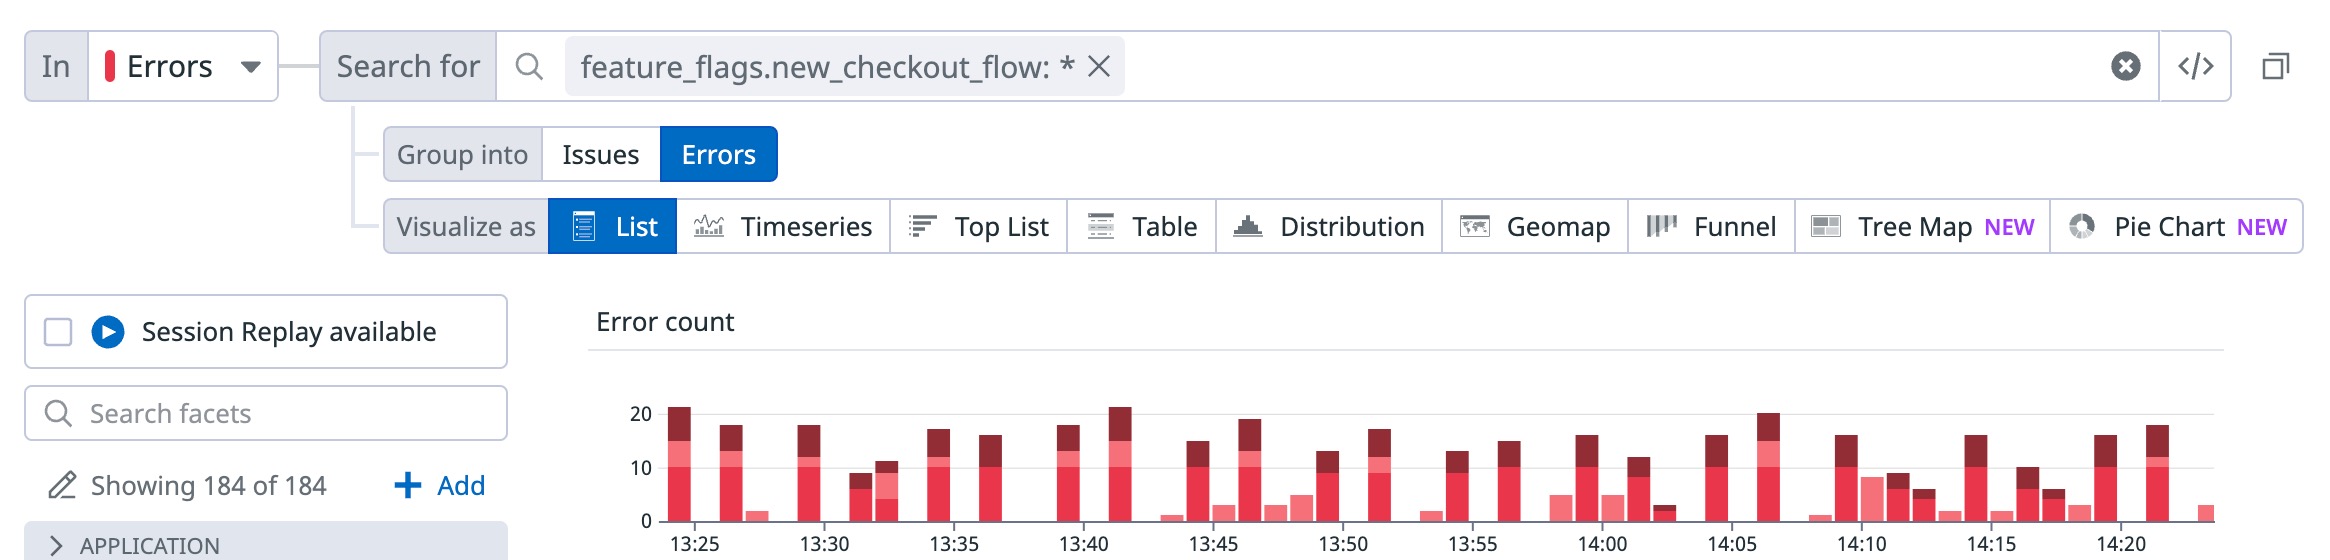 In Errors Search for feature_flags.new_checkout_flow: * </>
Group into Issues Errors
Visualize as List Timeseries Top List Table Distribution Geomap Funnel Tree Map NEW Pie Chart NEW
Session Replay available
Search facets
Showing 184 of 184 + Add
APPLICATION
Error count
20
10
0
13:25 13:30 13:35 13:40 13:45 13:50 13:55 14:00 14:05 14:10 14:15 14:20